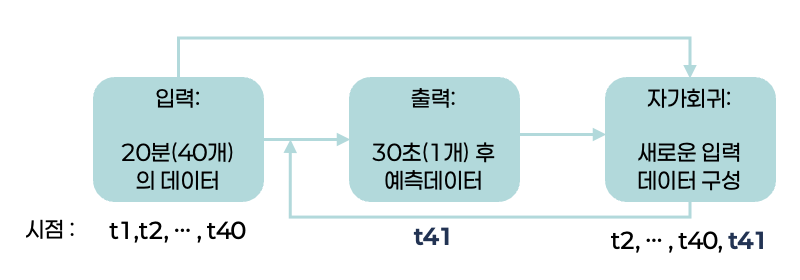 입력:
20분(40개)
의 데이터
출력:
30초(1개) 후
예측데이터
자가회귀:
새로운 입력
데이터 구성
시점 :
t1,t2, ··· , t40
t41
t2, ··· , t40, t41